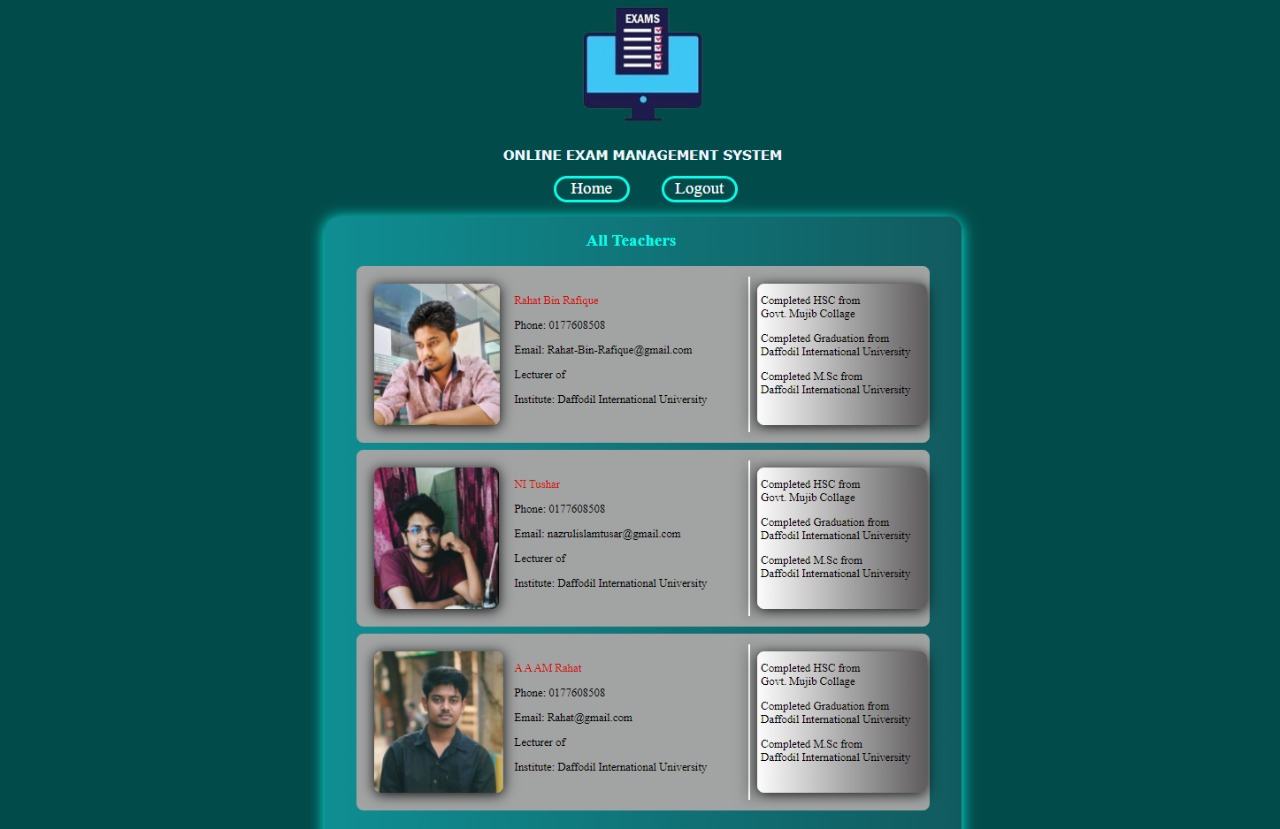 EXAMS
ONLINE EXAM MANAGEMENT SYSTEM
Home
Logout
All Teachers
Rahat Bin Rafique
Phone: 0177608508
Email: Rahat-Bin-Rafique@gmail.com
Lecturer of
Institute: Daffodil International University
Completed HSC from
Govt. Mujib Collage
Completed Graduation from
Daffodil International University
Completed M.Sc from
Daffodil International University
NI Tushar
Phone: 0177608508
Email: nazrulislamtusar@gmail.com
Lecturer of
Institute: Daffodil International University
Completed HSC from
Govt. Mujib Collage
Completed Graduation from
Daffodil International University
Completed M.Sc from
Daffodil International University
A A AM Rahat
Phone: 0177608508
Email: Rahat@gmail.com
Lecturer of
Institute: Daffodil International University
Completed HSC from
Govt. Mujib Collage
Completed Graduation from
Daffodil International University
Completed M.Sc from
Daffodil International University